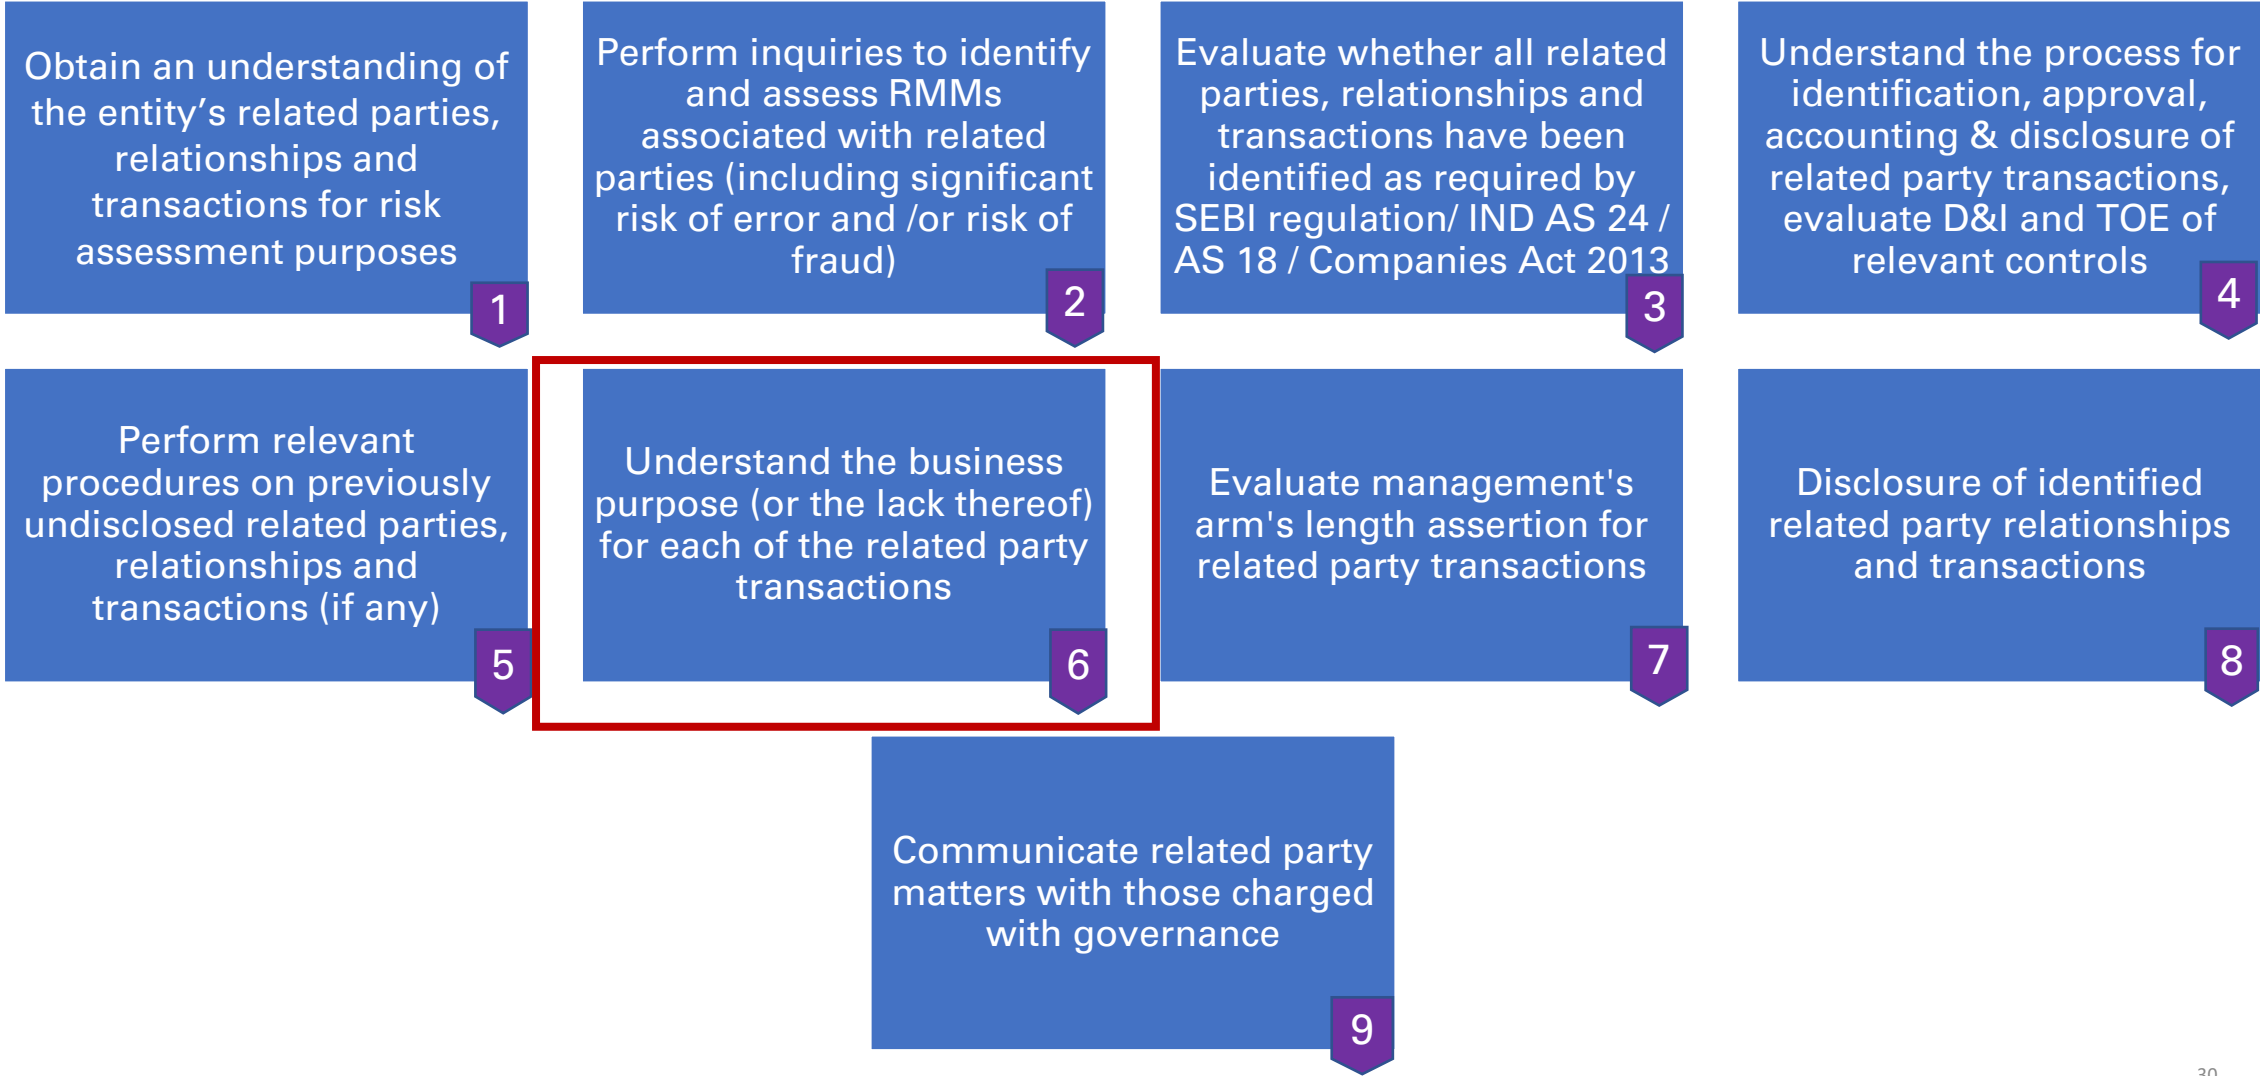 Obtain an understanding of
the entity’s related parties,
relationships and
transactions for risk
assessment purposes
1
Perform inquiries to identify
and assess RMMs
associated with related
parties (including significant
risk of error and /or risk of
fraud)
2
Evaluate whether all related
parties, relationships and
transactions have been
identified as required by
SEBI regulation/ IND AS 24 /
AS 18 / Companies Act 2013
3
Understand the process for
identification, approval,
accounting & disclosure of
related party transactions,
evaluate D&I and TOE of
relevant controls
4
Perform relevant
procedures on previously
undisclosed related parties,
relationships and
transactions (if any)
5
Understand the business
purpose (or the lack thereof)
for each of the related party
transactions
6
Evaluate management's
arm's length assertion for
related party transactions
7
Disclosure of identified
related party relationships
and transactions
8
Communicate related party
matters with those charged
with governance
9
30